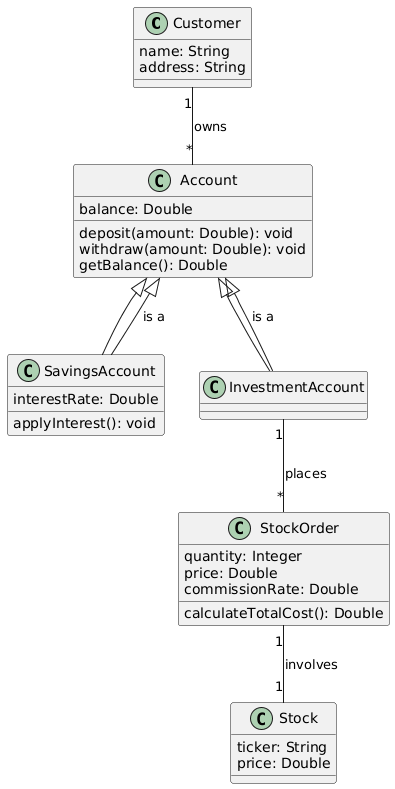 C Customer
name: String
address: String
1
owns
*
C Account
balance: Double
deposit(amount: Double): void
withdraw(amount: Double): void
getBalance(): Double
is a
is a
C SavingsAccount
interestRate: Double
applyInterest(): void
C InvestmentAccount
1
places
*
C StockOrder
quantity: Integer
price: Double
commissionRate: Double
calculateTotalCost(): Double
1
involves
1
C Stock
ticker: String
price: Double